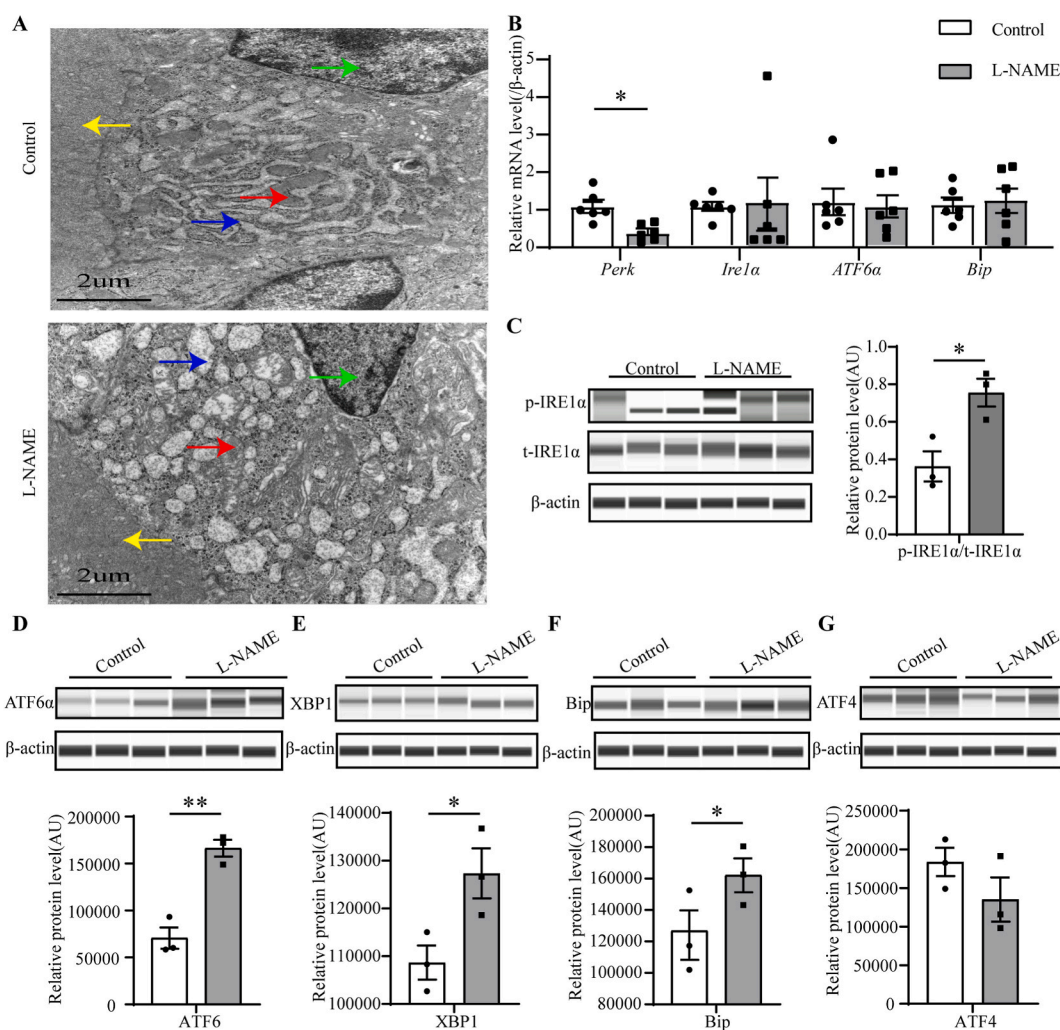 A
Control
2um
L-NAME
2um
B
Control
L-NAME
Relative mRNA level(/β-actin)
5
4
3
2
1
0
*
Perk
Ire1α
ATF6α
Bip
C
Control
L-NAME
p-IRE1α
t-IRE1α
β-actin
Relative protein level(AU)
1.0
0.8
0.6
0.4
0.2
0.0
*
p-IRE1α/t-IRE1α
D
Control
L-NAME
ATF6α
β-actin
Relative protein level(AU)
200000
150000
100000
50000
0
**
ATF6
E
Control
L-NAME
XBP1
β-actin
Relative protein level(AU)
140000
130000
120000
110000
100000
*
XBP1
F
Control
L-NAME
Bip
β-actin
Relative protein level(AU)
200000
180000
160000
140000
120000
100000
80000
*
Bip
G
Control
L-NAME
ATF4
β-actin
Relative protein level(AU)
250000
200000
150000
100000
50000
0
ATF4